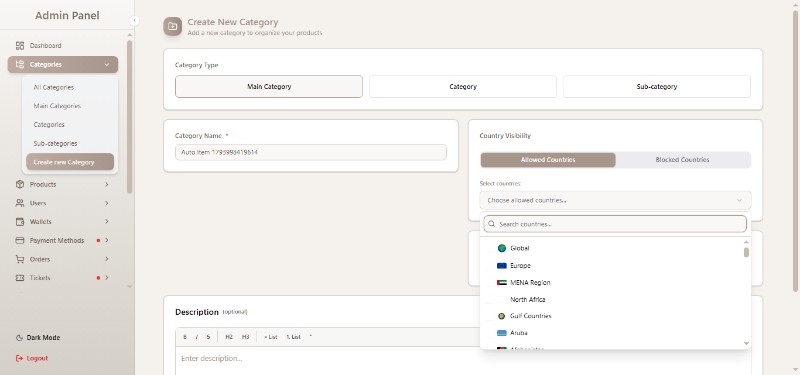 Admin Panel
Dashboard
Categories
All Categories
Main Categories
Categories
Sub-categories
Create new Category
Products
Users
Wallets
Payment Methods
Orders
Tickets
Dark Mode
Logout
Create New Category
Add a new category to organize your products
Category Type
Main Category
Category
Sub-category
Category Name *
Auto Item 1793998419614
Country Visibility
Allowed Countries
Blocked Countries
Select countries:
Choose allowed countries...
Search countries...
Global
Europe
MENA Region
North Africa
Gulf Countries
Aruba
Description (optional)
B I S H2 H3 • List 1. List "
Enter description...